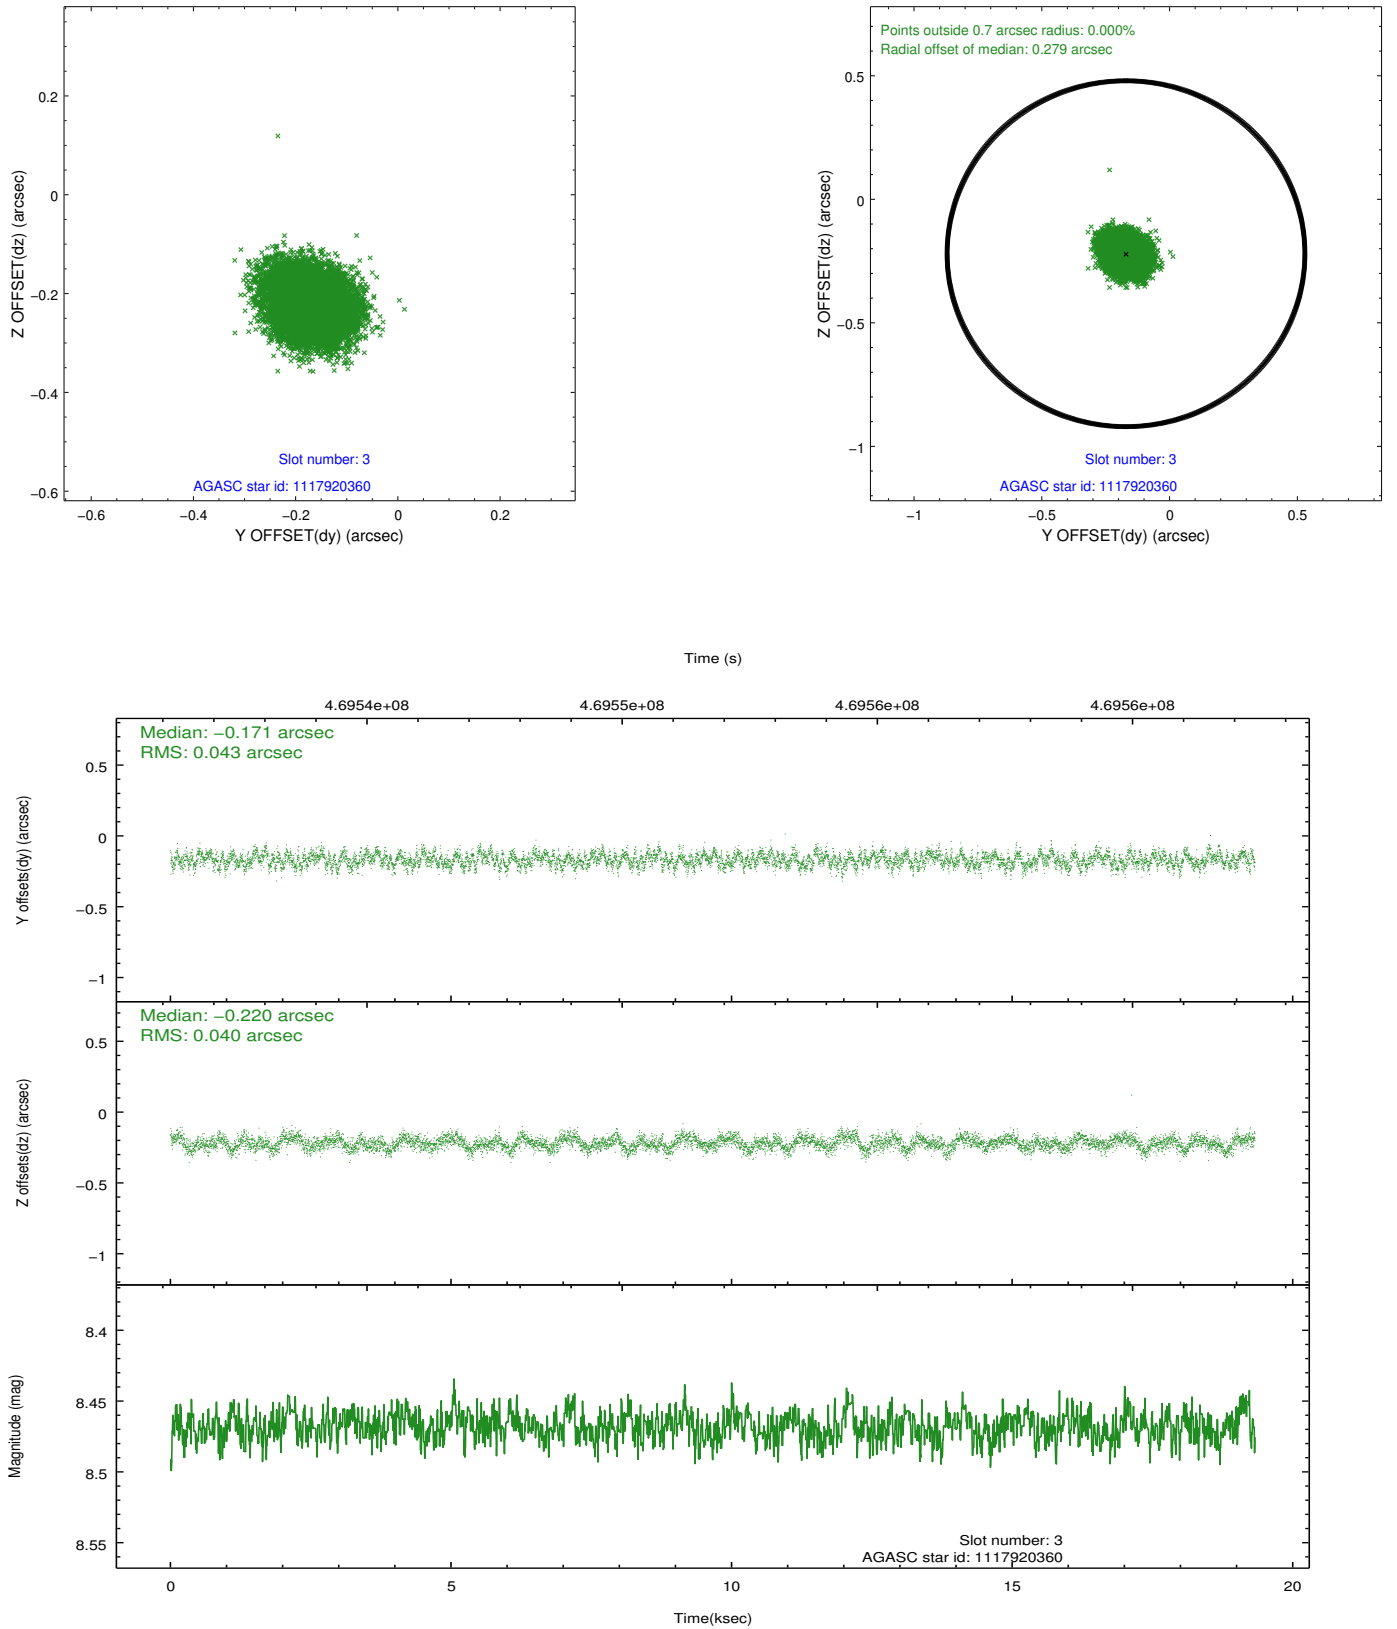 0.2
0
−0.2
−0.4
−0.6
Z OFFSET(dz) (arcsec)
Slot number: 3
AGASC star id: 1117920360
−0.6 −0.4 −0.2 0 0.2
Y OFFSET(dy) (arcsec)
Points outside 0.7 arcsec radius: 0.000%
Radial offset of median: 0.279 arcsec
0.5
0
−0.5
−1
Z OFFSET(dz) (arcsec)
Slot number: 3
AGASC star id: 1117920360
−1 −0.5 0 0.5
Y OFFSET(dy) (arcsec)
Time (s)
4.6954e+08 4.6955e+08 4.6956e+08 4.6956e+08
Median: −0.171 arcsec
RMS: 0.043 arcsec
0.5
0
−0.5
−1
Y offsets(dy) (arcsec)
Median: −0.220 arcsec
RMS: 0.040 arcsec
0.5
0
−0.5
−1
Z offsets(dz) (arcsec)
8.4
8.45
8.5
8.55
Magnitude (mag)
Slot number: 3
AGASC star id: 1117920360
0 5 10 15 20
Time(ksec)